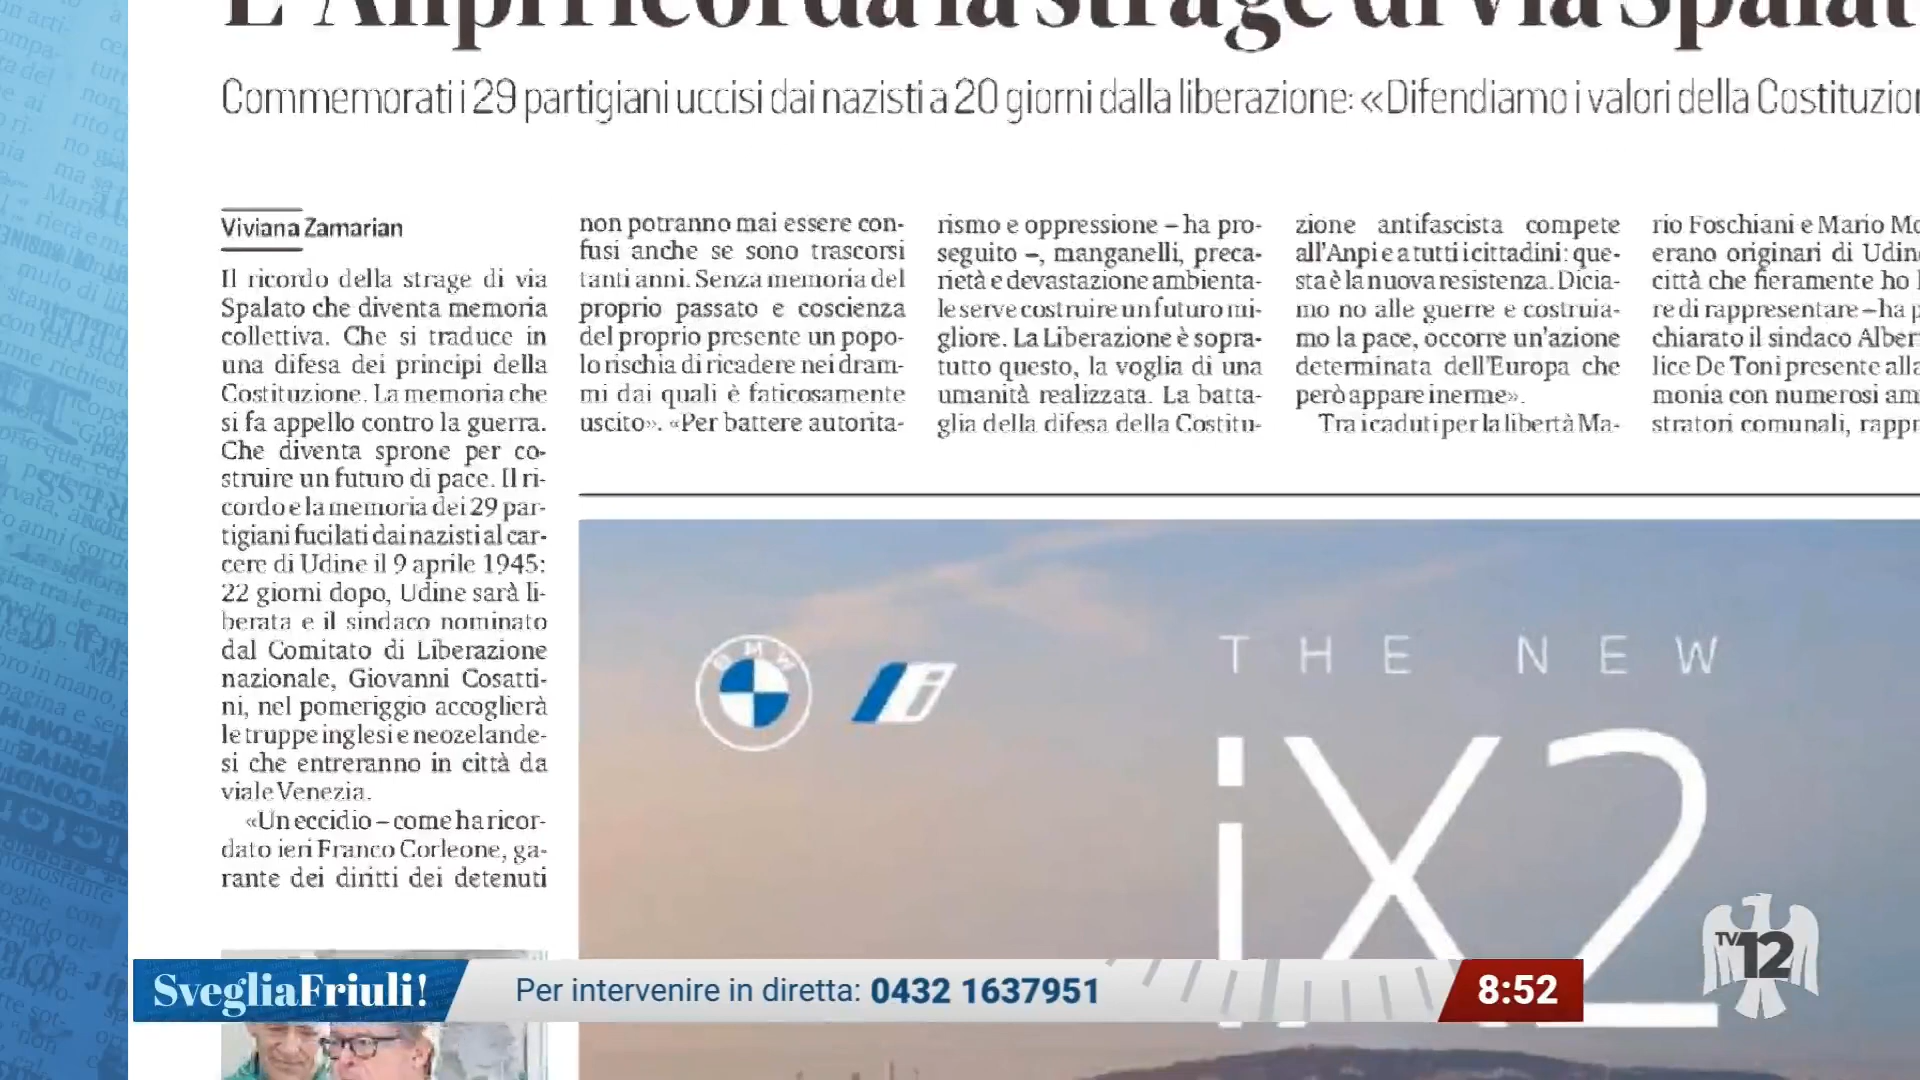 L'Anpi ricorda la strage di via Spalat
Commemorati i 29 partigiani uccisi dai nazisti a 20 giorni dalla liberazione: «Difendiamo i valori della Costituzio
Viviana Zamarian
Il ricordo della strage di via
Spalato che diventa memoria
collettiva. Che si traduce in
una difesa dei principi della
Costituzione. La memoria che
si fa appello contro la guerra.
Che diventa sprone per co-
struire un futuro di pace. Il ri-
cordo e la memoria dei 29 par-
tigiani fucilati dai nazisti al car-
cere di Udine il 9 aprile 1945:
22 giorni dopo, Udine sarà li-
berata e il sindaco nominato
dal Comitato di Liberazione
nazionale, Giovanni Cosatti-
ni, nel pomeriggio accoglierà
le truppe inglesi e neozelande-
si che entreranno in città da
viale Venezia.
«Un eccidio – come ha ricor-
dato ieri Franco Corleone, ga-
rante dei diritti dei detenuti
non potranno mai essere con-
fusi anche se sono trascorsi
tanti anni. Senza memoria del
proprio passato e coscienza
del proprio presente un popo-
lo rischia di ricadere nei dram-
mi dai quali è faticosamente
uscito». «Per battere autorita-
rismo e oppressione – ha pro-
seguito –, manganelli, preca-
rietà e devastazione ambienta-
le serve costruire un futuro mi-
gliore. La Liberazione è sopra-
tutto questo, la voglia di una
umanità realizzata. La batta-
glia della difesa della Costitu-
zione antifascista compete
all'Anpi e a tutti i cittadini: que-
sta è la nuova resistenza. Dicia-
mo no alle guerre e costruia-
mo la pace, occorre un'azione
determinata dell'Europa che
però appare inerme».
Tra i caduti per la libertà Ma-
rio Foschiani e Mario Mo
erano originari di Udin
città che fieramente ho l
re di rappresentare – ha p
chiarato il sindaco Alber
lice De Toni presente alla
monia con numerosi am
stratori comunali, rappr
BMW
i
THE NEW
iX2
TV 12
SvegliaFriuli!
Per intervenire in diretta: 0432 1637951
8:52